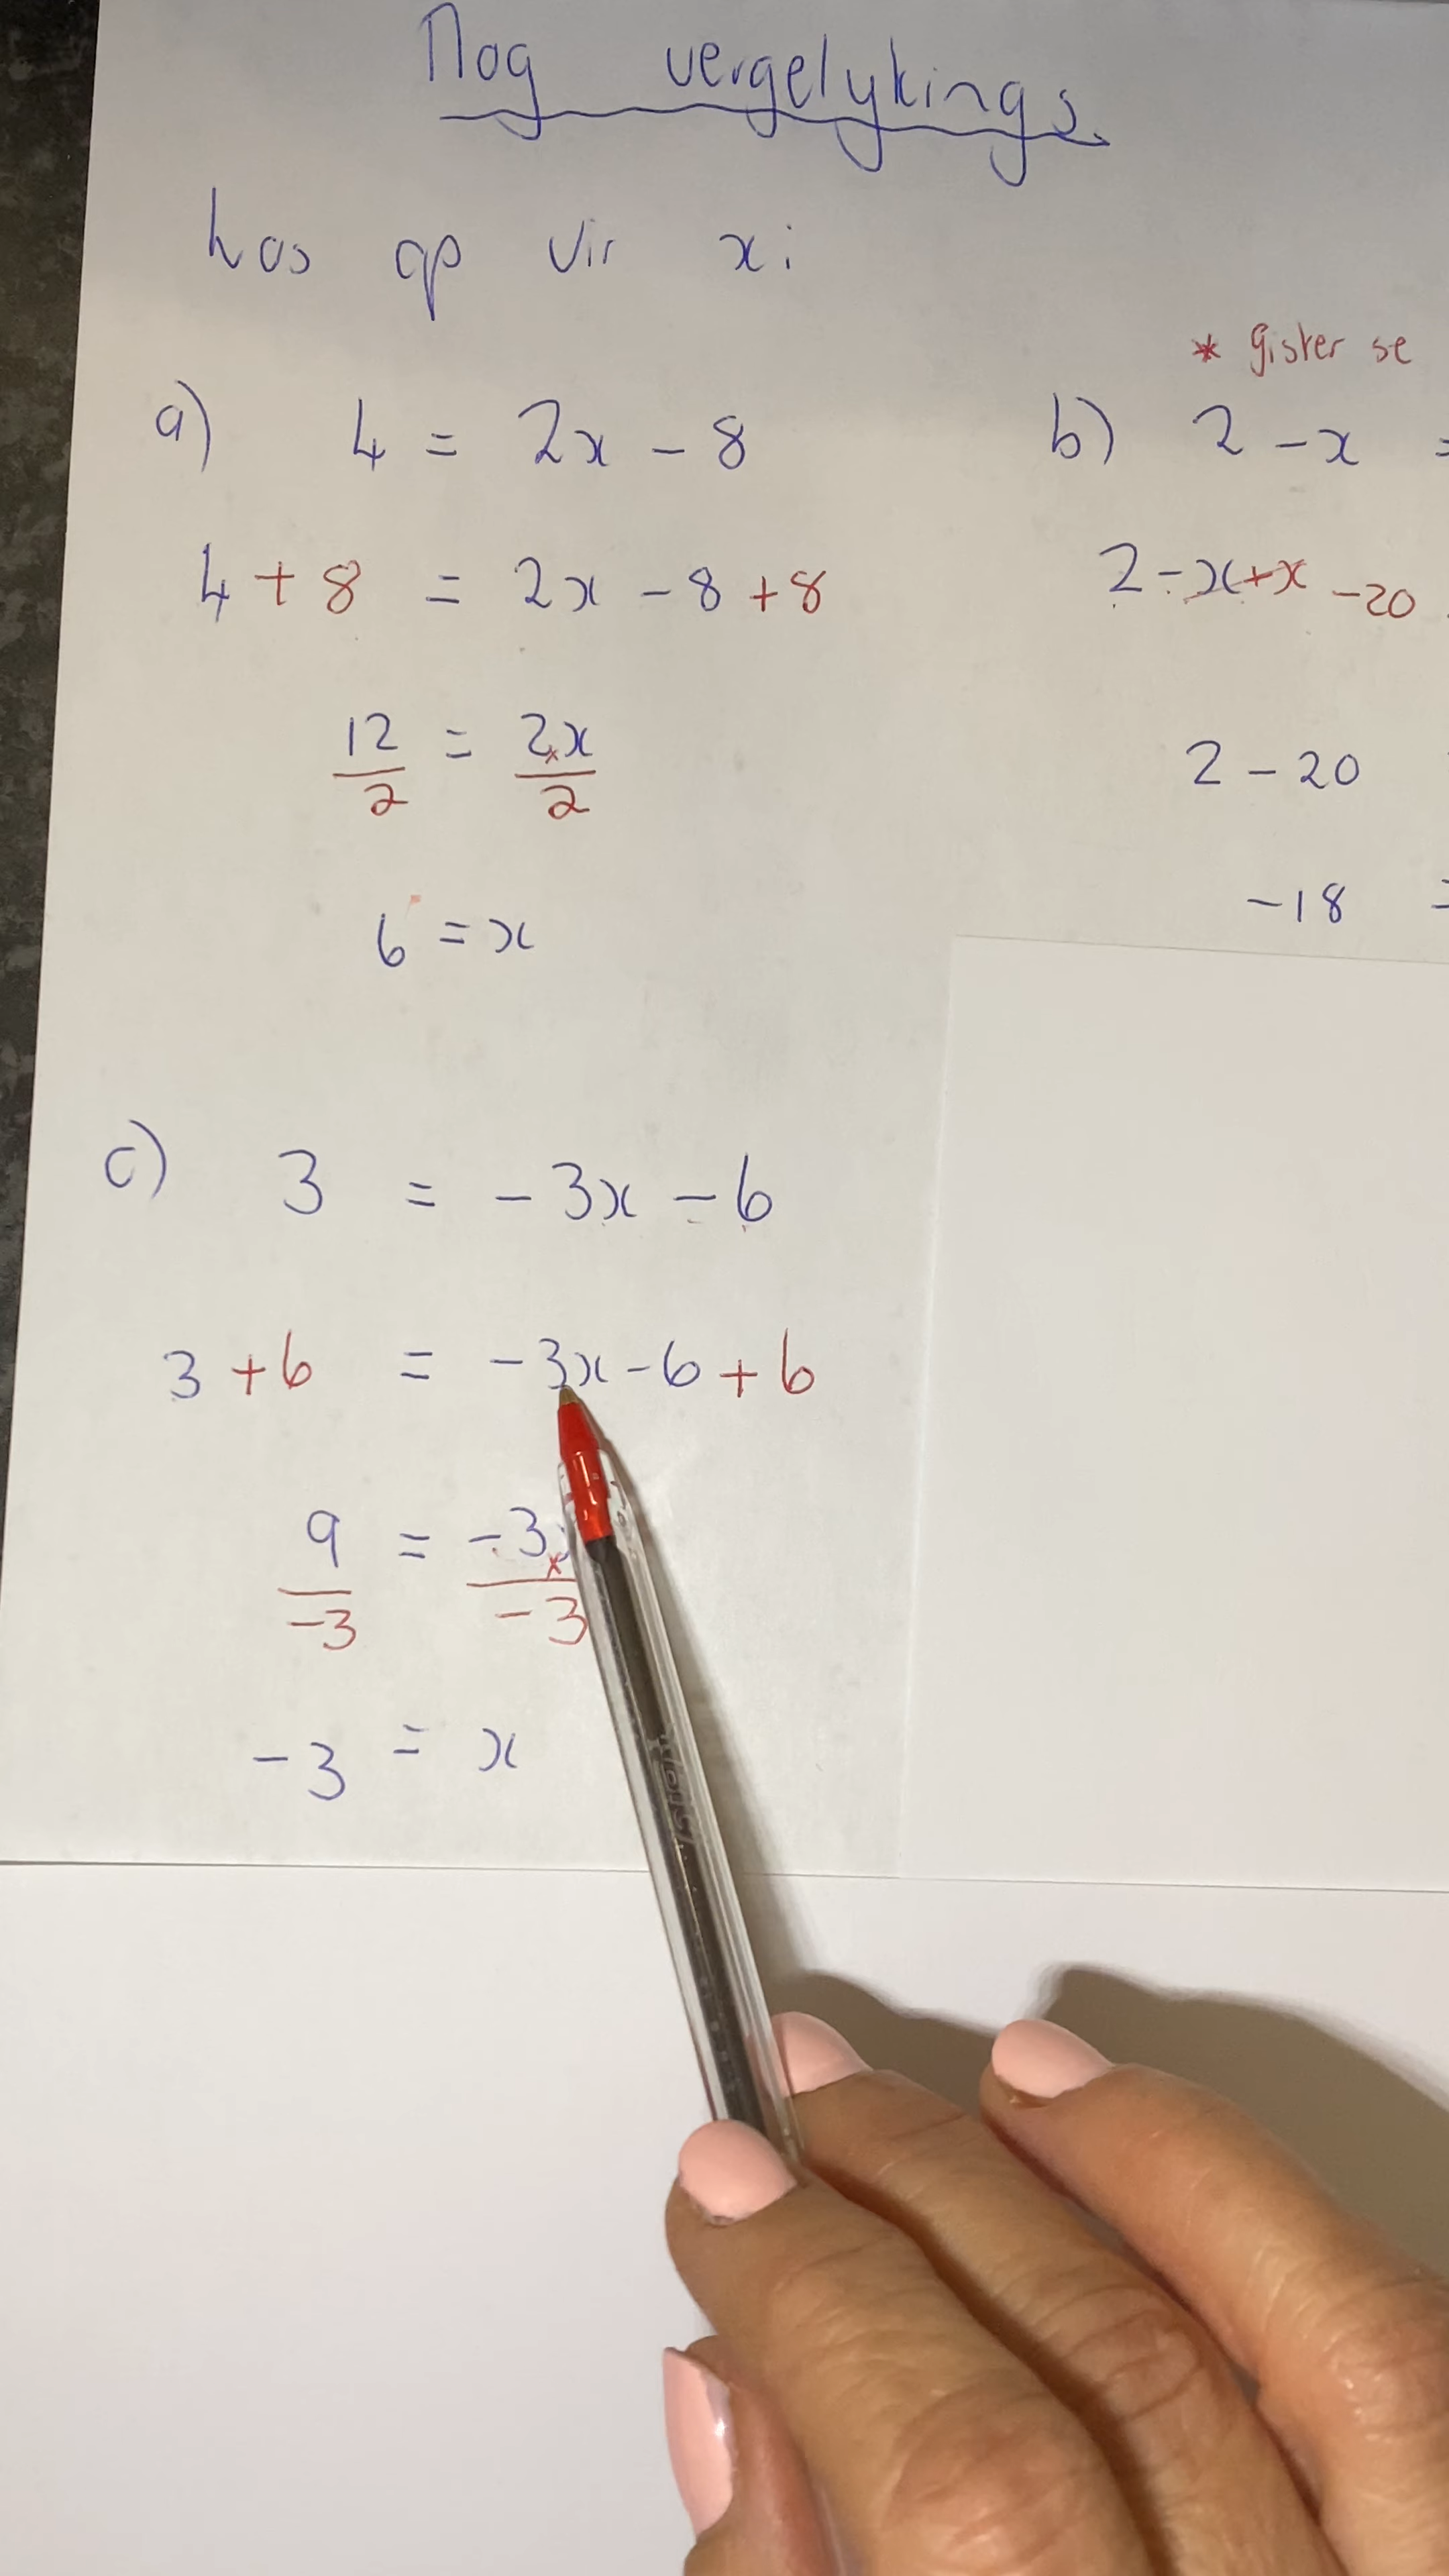 Nog vergelykings
Los op vir x:
a) 4 = 2x - 8
4 + 8 = 2x - 8 + 8
12/2 = 2x/2
6 = x
* gister se
b) 2 - x =
2 - x + x - 20
2 - 20
-18 =
c) 3 = -3x - 6
3 + 6 = -3x - 6 + 6
9/-3 = -3/-3
-3 = x